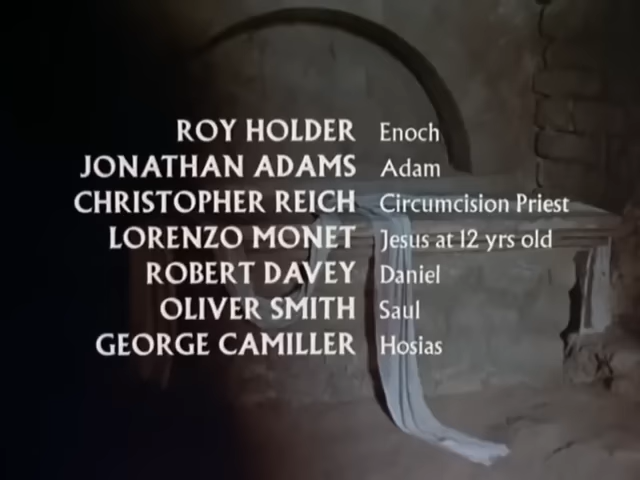 ROY HOLDER Enoch
JONATHAN ADAMS Adam
CHRISTOPHER REICH Circumcision Priest
LORENZO MONET Jesus at 12 yrs old
ROBERT DAVEY Daniel
OLIVER SMITH Saul
GEORGE CAMILLER Hosias